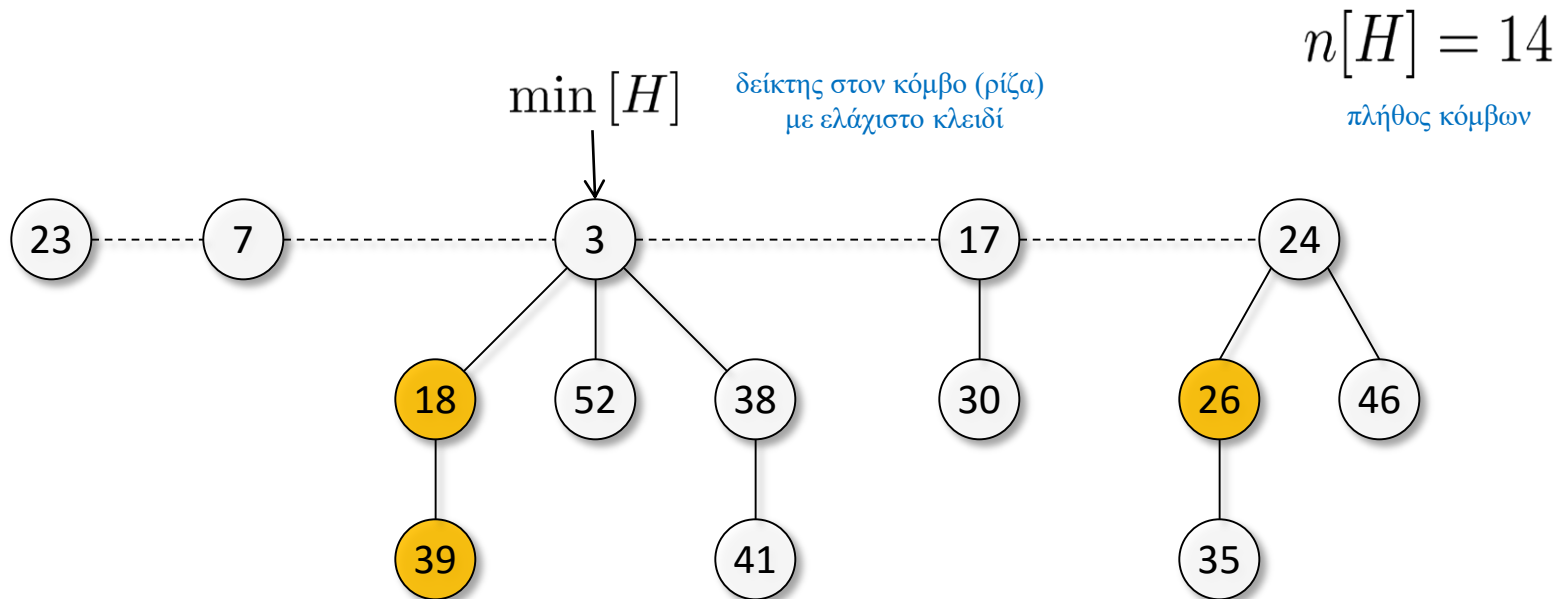 n[H] = 14
πλήθος κόμβων
min [H]
δείκτης στον κόμβο (ρίζα)
με ελάχιστο κλειδί
23 7 3 17 24
18 52 38 30 26 46
39 41 35